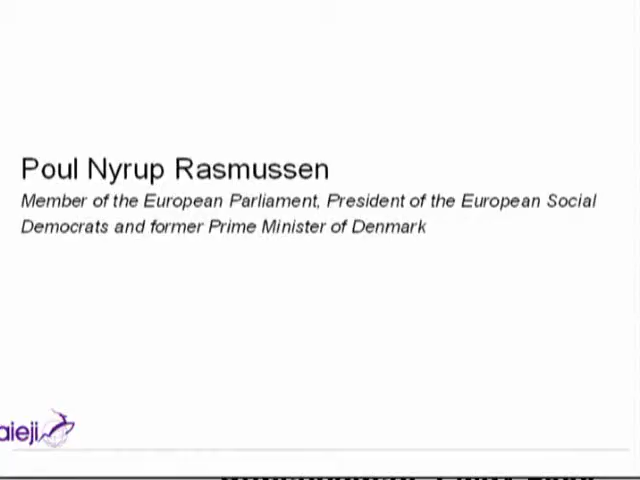 Poul Nyrup Rasmussen
Member of the European Parliament, President of the European Social
Democrats and former Prime Minister of Denmark
aieji